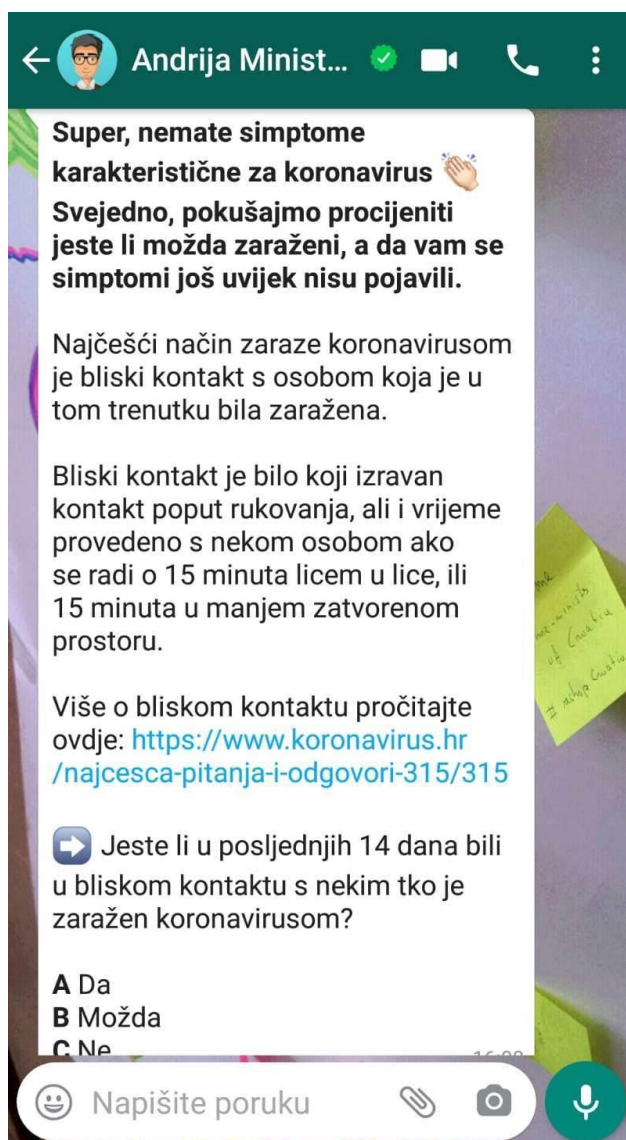 Andrija Minist...
Super, nemate simptome
karakteristične za koronavirus 👏
Svejedno, pokušajmo procijeniti
jeste li možda zaraženi, a da vam se
simptomi još uvijek nisu pojavili.
Najčešći način zaraze koronavirusom
je bliski kontakt s osobom koja je u
tom trenutku bila zaražena.
Bliski kontakt je bilo koji izravan
kontakt poput rukovanja, ali i vrijeme
provedeno s nekom osobom ako
se radi o 15 minuta licem u lice, ili
15 minuta u manjem zatvorenom
prostoru.
Više o bliskom kontaktu pročitajte
ovdje: https://www.koronavirus.hr
/najcesca-pitanja-i-odgovori-315/315
➡️ Jeste li u posljednjih 14 dana bili
u bliskom kontaktu s nekim tko je
zaražen koronavirusom?
A Da
B Možda
C Ne
of Croatia
Napišite poruku